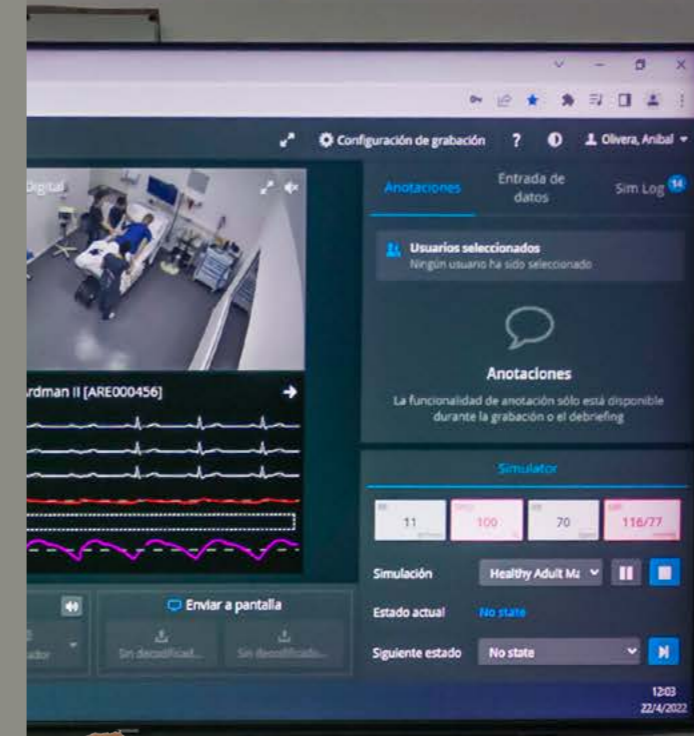 Configuración de grabación
?
Olivera, Anibal
Digital
Anotaciones
Entrada de
datos
Sim Log
14
Usuarios seleccionados
Ningún usuario ha sido seleccionado
Anotaciones
La funcionalidad de anotación sólo está disponible
durante la grabación o el debriefing
rdman II [ARE000456]
Simulator
11
100
70
116/77
Simulación
Healthy Adult Ma
Estado actual
No state
Siguiente estado
No state
Enviar a pantalla
Sin decodificad...
Sin decodificado...
12:03
22/4/2022